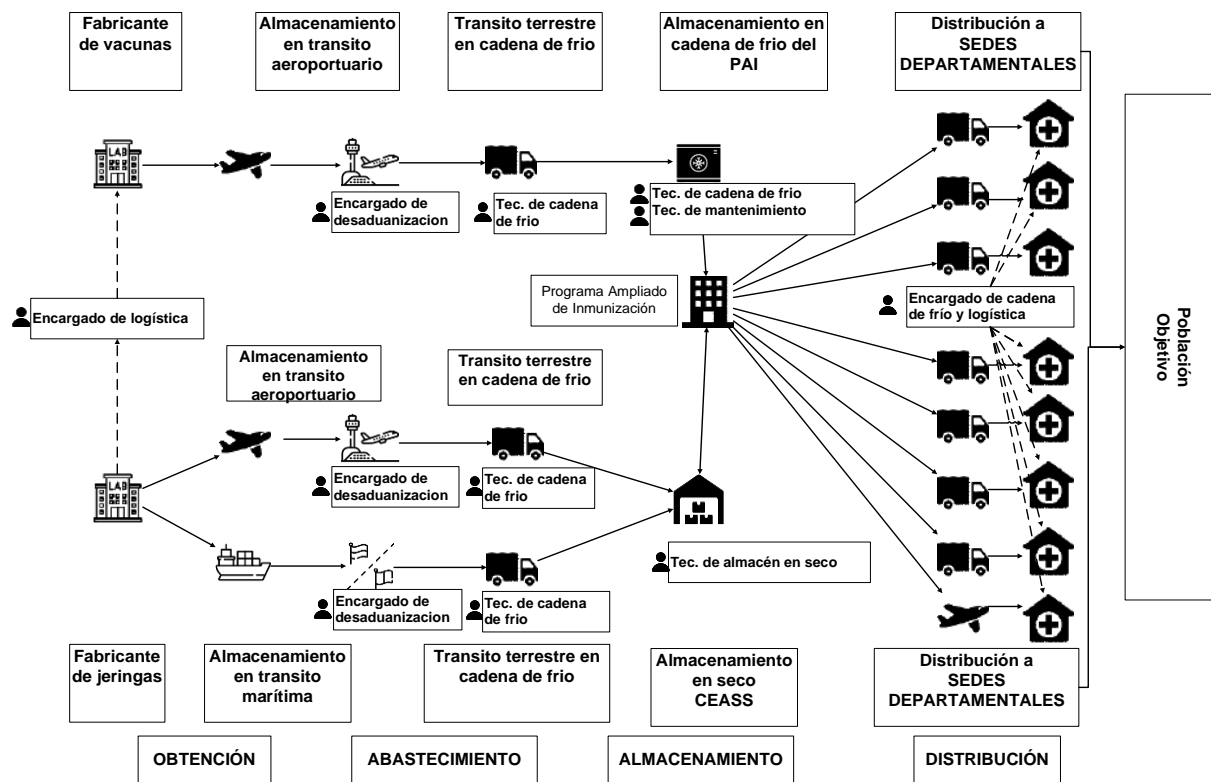 Fabricante
de vacunas
Almacenamiento
en transito
aeroportuario
Transito terrestre
en cadena de frio
Almacenamiento en
cadena de frio del
PAI
Distribución a
SEDES
DEPARTAMENTALES
LAB
Encargado de
desaduanizacion
Tec. de cadena
de frio
Tec. de cadena de frio
Tec. de mantenimiento
Programa Ampliado
de Inmunización
Encargado de logística
Encargado de cadena
de frío y logística
Población
Objetivo
Almacenamiento
en transito
aeroportuario
Transito terrestre
en cadena de frio
LAB
Encargado de
desaduanizacion
Tec. de cadena
de frio
Tec. de almacén en seco
Encargado de
desaduanizacion
Tec. de cadena
de frio
Fabricante
de jeringas
Almacenamiento
en transito
marítima
Transito terrestre en
cadena de frio
Almacenamiento
en seco
CEASS
Distribución a
SEDES
DEPARTAMENTALES
OBTENCIÓN
ABASTECIMIENTO
ALMACENAMIENTO
DISTRIBUCIÓN